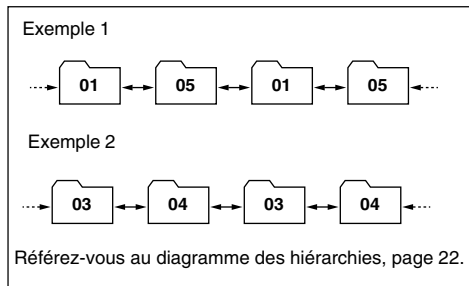 Exemple 1
01 05 01 05
Exemple 2
03 04 03 04
Référez-vous au diagramme des hiérarchies, page 22.